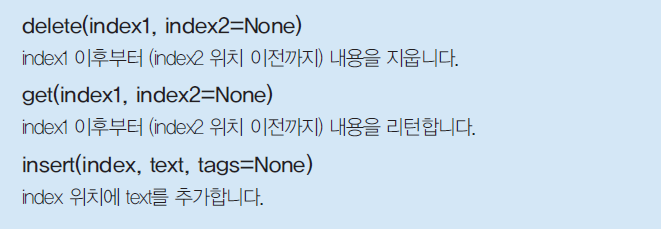 delete(index1, index2=None)
index1 이후부터 (index2 위치 이전까지) 내용을 지웁니다.
get(index1, index2=None)
index1 이후부터 (index2 위치 이전까지) 내용을 리턴합니다.
insert(index, text, tags=None)
index 위치에 text를 추가합니다.